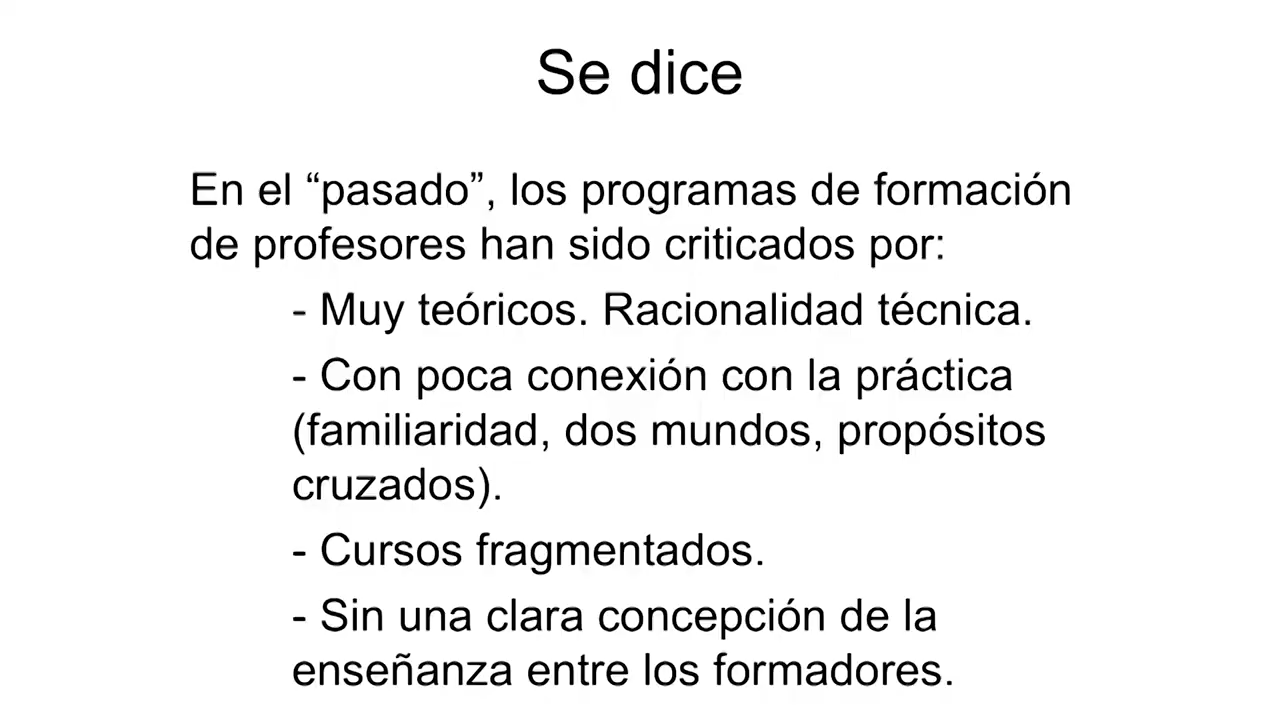 Se dice
En el “pasado”, los programas de formación
de profesores han sido criticados por:
- Muy teóricos. Racionalidad técnica.
- Con poca conexión con la práctica
(familiaridad, dos mundos, propósitos
cruzados).
- Cursos fragmentados.
- Sin una clara concepción de la
enseñanza entre los formadores.